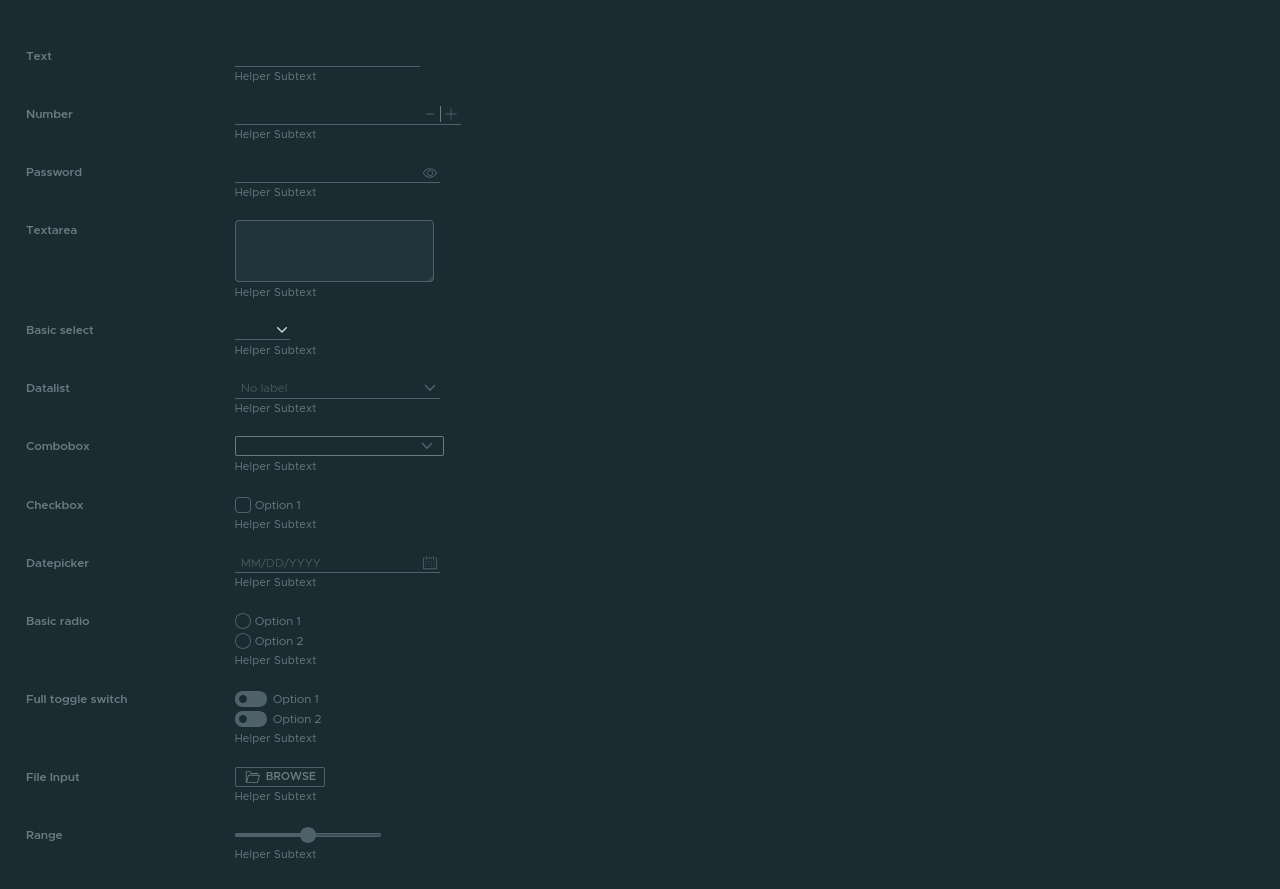 Text
Helper Subtext
Number
Helper Subtext
Password
Helper Subtext
Textarea
Helper Subtext
Basic select
Helper Subtext
Datalist No label
Helper Subtext
Combobox
Helper Subtext
Checkbox Option 1
Helper Subtext
Datepicker MM/DD/YYYY
Helper Subtext
Basic radio Option 1
Option 2
Helper Subtext
Full toggle switch Option 1
Option 2
Helper Subtext
File Input BROWSE
Helper Subtext
Range
Helper Subtext